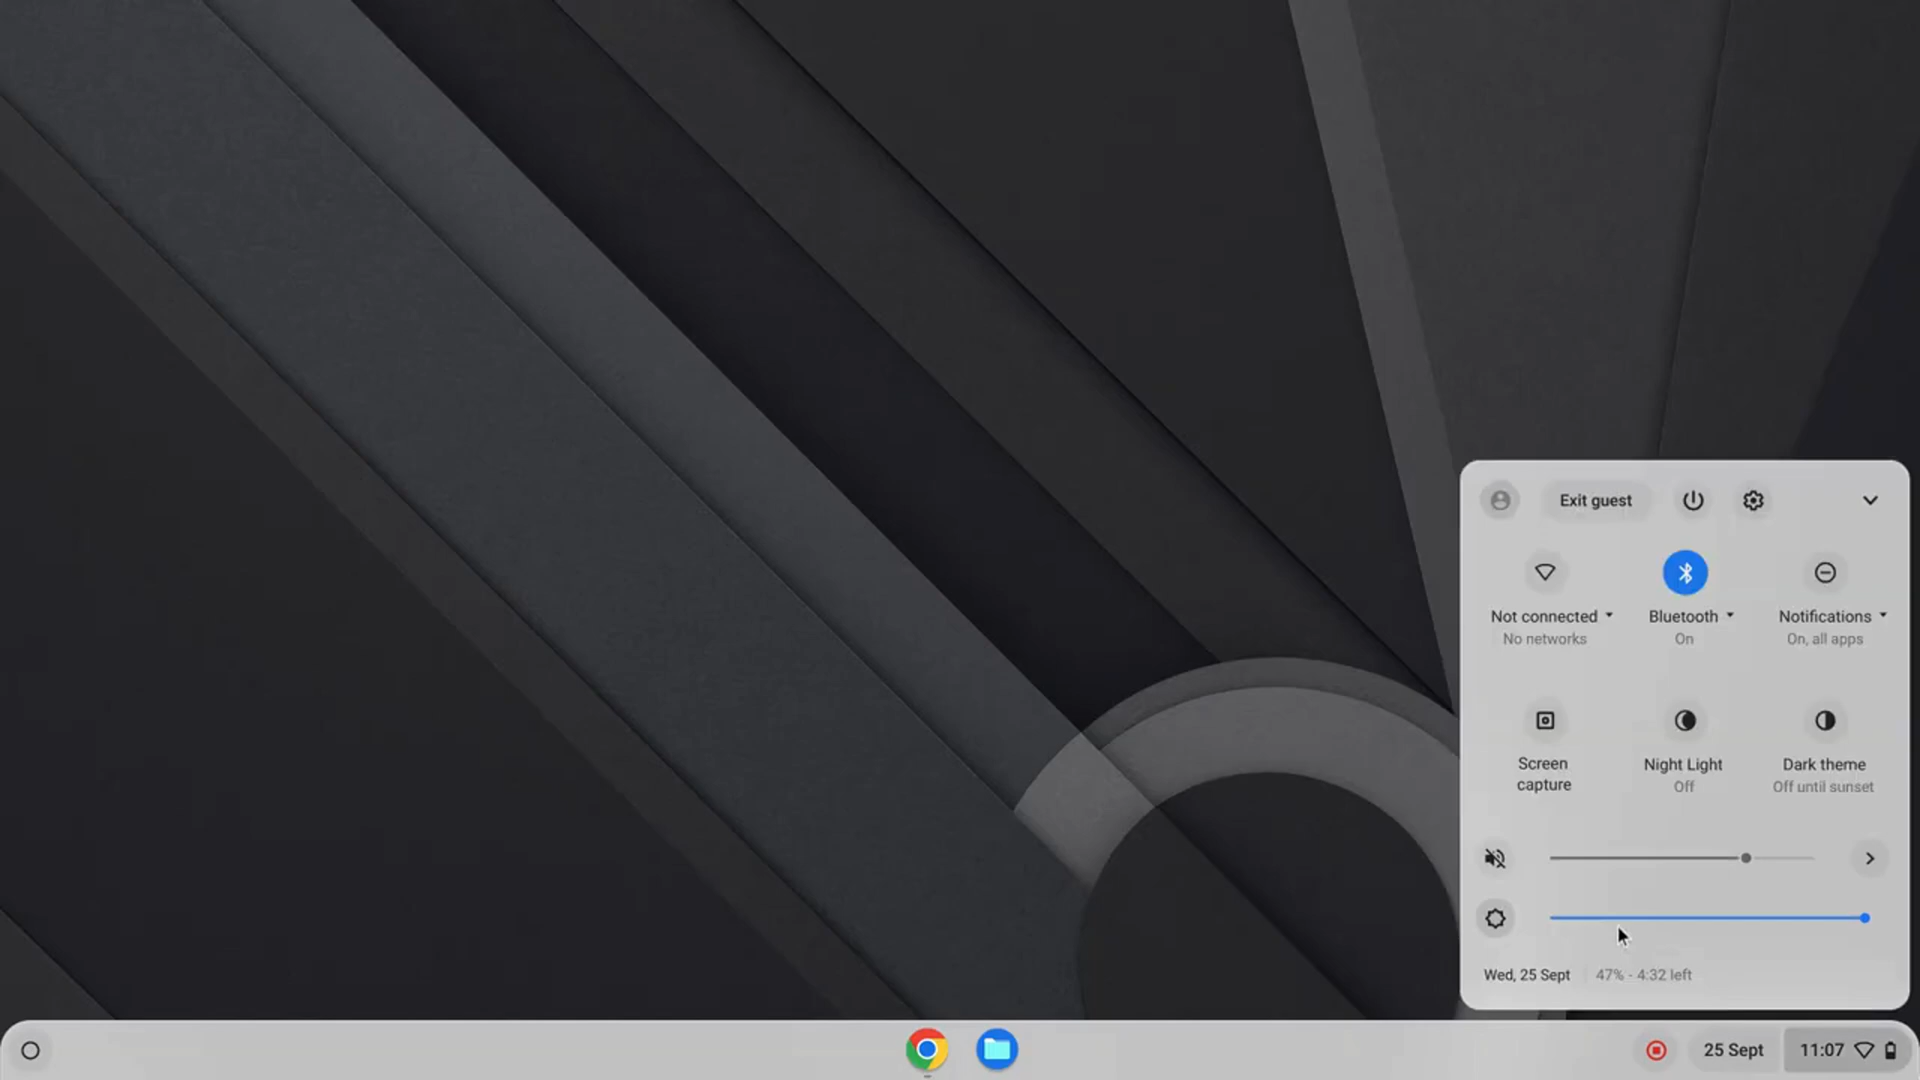 Exit guest
Not connected
No networks
Bluetooth
On
Notifications
On, all apps
Screen
capture
Night Light
Off
Dark theme
Off until sunset
Wed, 25 Sept
47% - 4:32 left
25 Sept
11:07